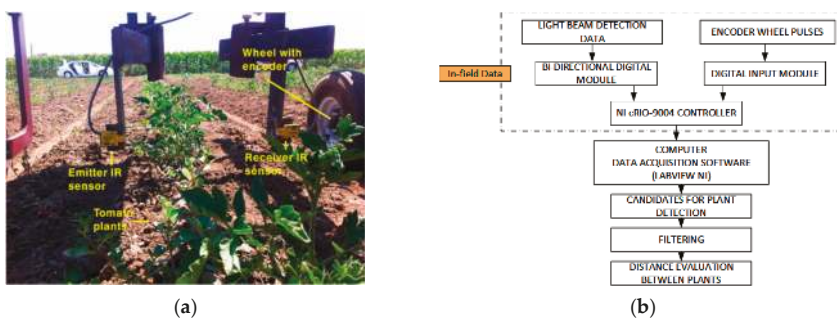 Wheel with
encoder
Emitter IR
sensor
Receiver IR
sensor
Tomato
plants
(a)
LIGHT BEAM DETECTION
DATA
ENCODER WHEEL PULSES
In-field Data
BI DIRECTIONAL DIGITAL
MODULE
DIGITAL INPUT MODULE
NI cRIO-9004 CONTROLLER
COMPUTER
DATA ACQUISITION SOFTWARE
(LABVIEW NI)
CANDIDATES FOR PLANT
DETECTION
FILTERING
DISTANCE EVALUATION
BETWEEN PLANTS
(b)